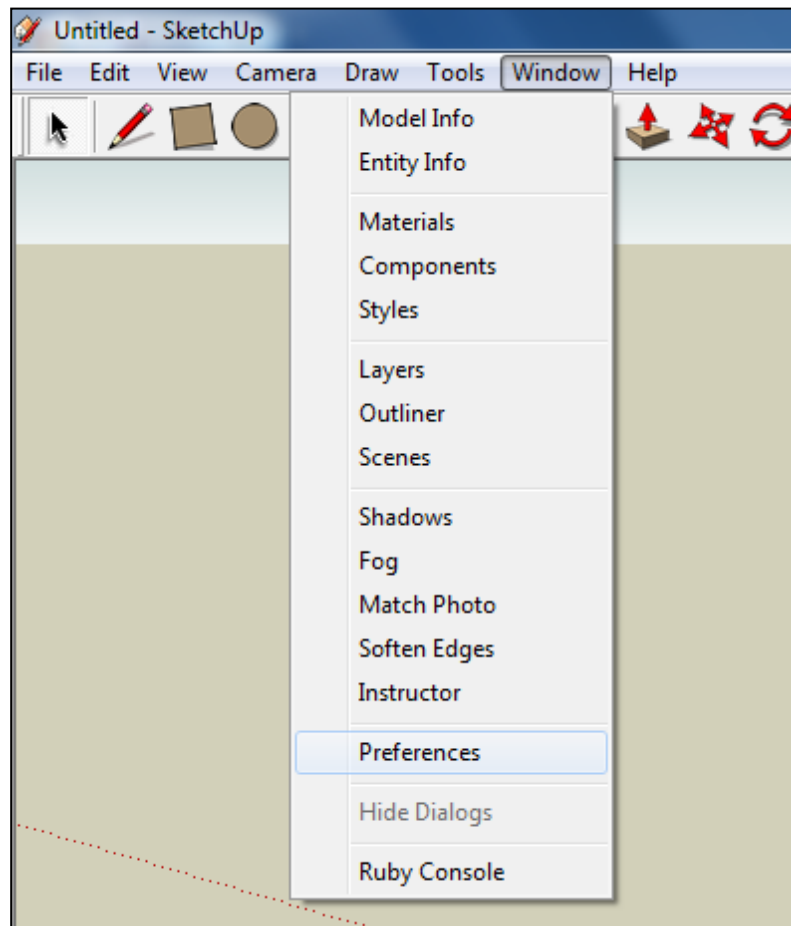 Untitled - SketchUp
File Edit View Camera Draw Tools Window Help
Model Info
Entity Info
Materials
Components
Styles
Layers
Outliner
Scenes
Shadows
Fog
Match Photo
Soften Edges
Instructor
Preferences
Hide Dialogs
Ruby Console